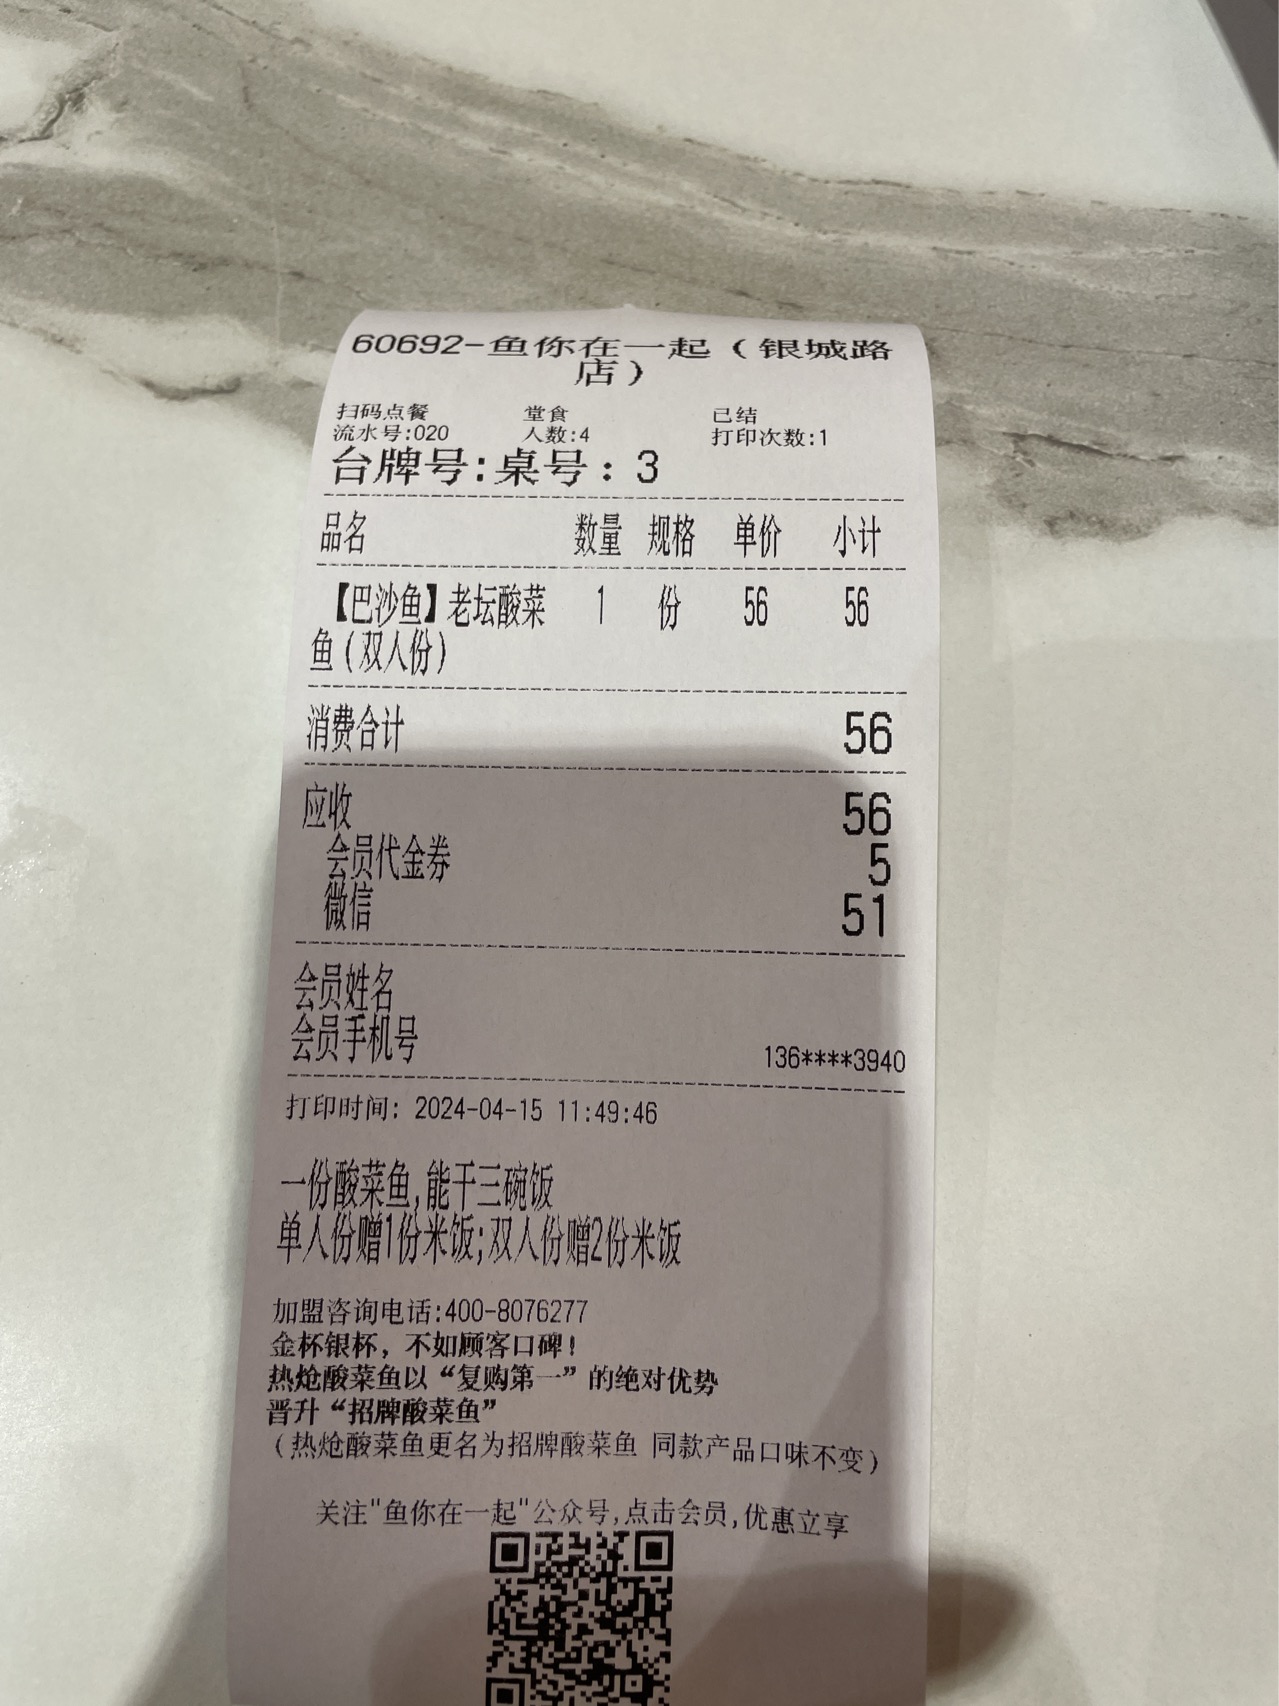 60692-鱼你在一起（银城路
店）
扫码点餐 堂食 已结
流水号:020 人数:4 打印次数:1
台牌号:桌号：3
品名 数量 规格 单价 小计
【巴沙鱼】老坛酸菜 1 份 56 56
鱼(双人份)
消费合计 56
应收 56
会员代金券 5
微信 51
会员姓名
会员手机号 136****3940
打印时间: 2024-04-15 11:49:46
一份酸菜鱼,能干三碗饭
单人份赠1份米饭;双人份赠2份米饭
加盟咨询电话:400-8076277
金杯银杯，不如顾客口碑！
热炝酸菜鱼以“复购第一”的绝对优势
晋升“招牌酸菜鱼”
（热炝酸菜鱼更名为招牌酸菜鱼 同款产品口味不变）
关注"鱼你在一起"公众号,点击会员,优惠立享